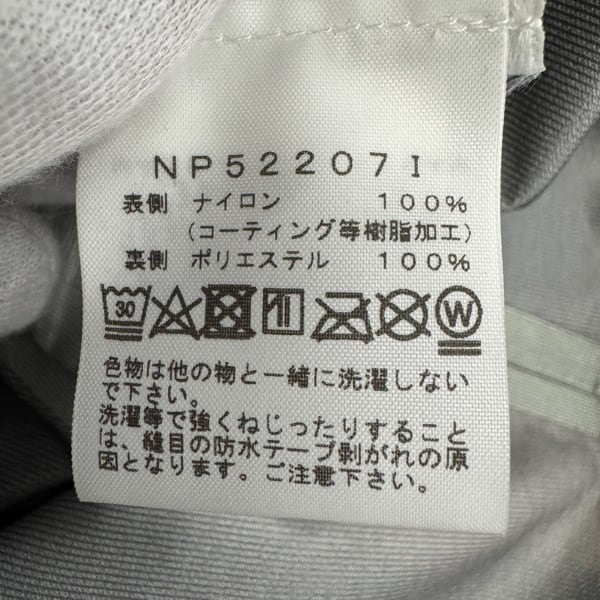 NP52207I
表側 ナイロン 100%
(コーティング等樹脂加工)
裏側 ポリエステル 100%
30 W
色物は他の物と一緒に洗濯しない
で下さい。
洗濯等で強くねじったりすること
は、縫目の防水テープ剥がれの原
因となります。ご注意下さい。